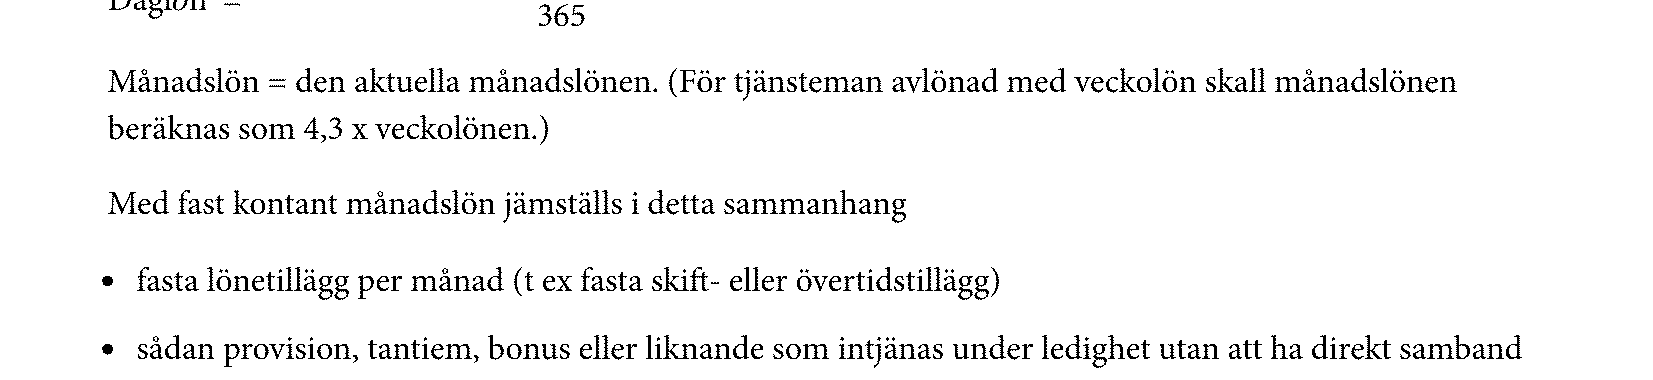 Daglön =
365
Månadslön = den aktuella månadslönen. (För tjänsteman avlönad med veckolön skall månadslönen
beräknas som 4,3 x veckolönen.)
Med fast kontant månadslön jämställs i detta sammanhang
• fasta lönetillägg per månad (t ex fasta skift- eller övertidstillägg)
• sådan provision, tantiem, bonus eller liknande som intjänas under ledighet utan att ha direkt samband